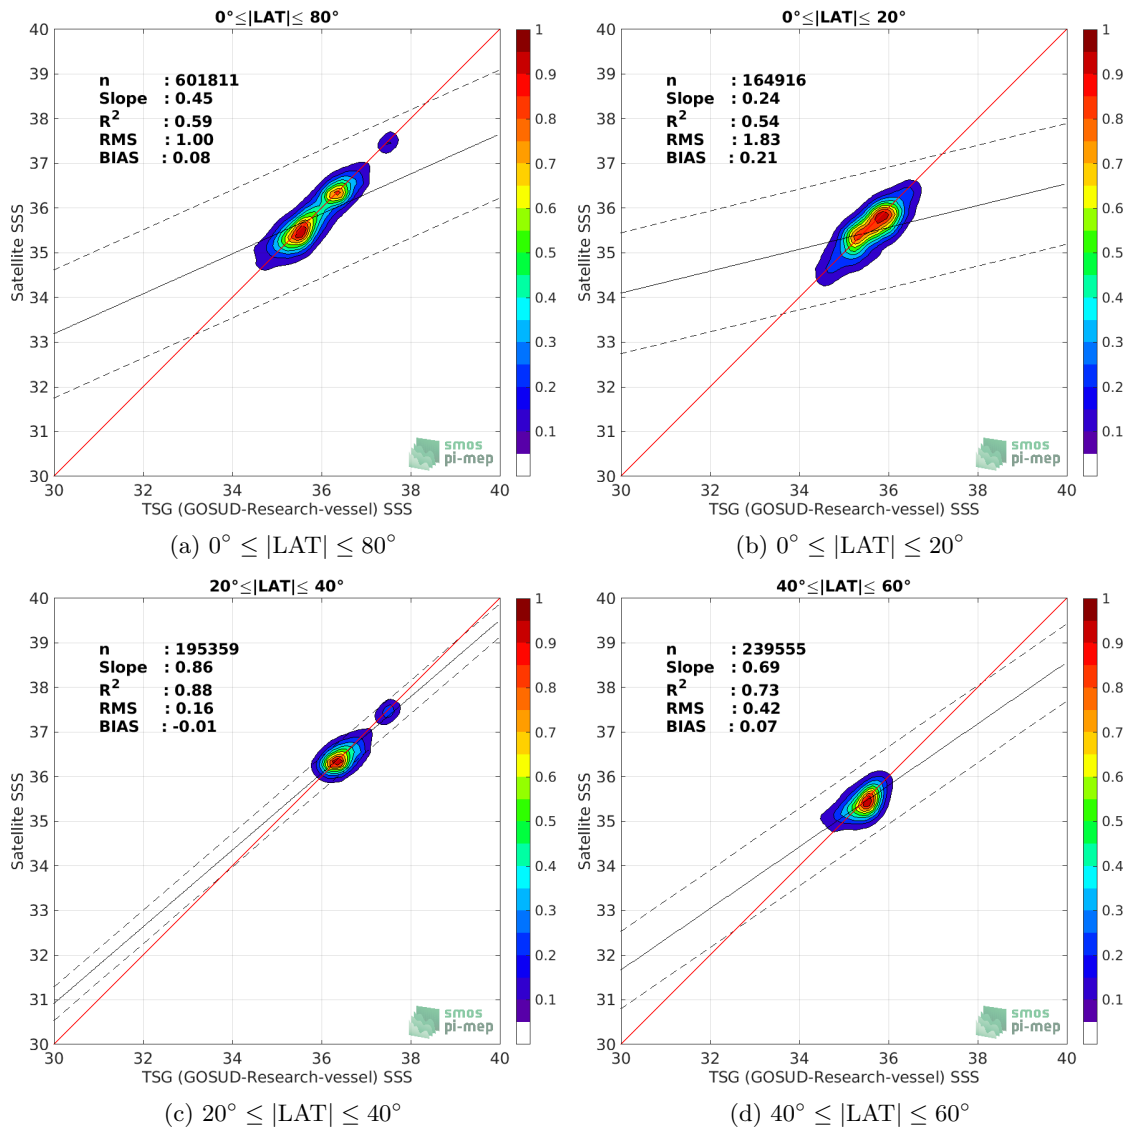 0°≤|LAT|≤ 80°
n : 601811
Slope : 0.45
R² : 0.59
RMS : 1.00
BIAS : 0.08
40
39
38
37
36
35
34
33
32
31
30
30 32 34 36 38 40
Satellite SSS
TSG (GOSUD-Research-vessel) SSS
1
0.9
0.8
0.7
0.6
0.5
0.4
0.3
0.2
0.1
smos
pi-mep
(a) 0° ≤ |LAT| ≤ 80°
0°≤|LAT|≤ 20°
n : 164916
Slope : 0.24
R² : 0.54
RMS : 1.83
BIAS : 0.21
40
39
38
37
36
35
34
33
32
31
30
30 32 34 36 38 40
Satellite SSS
TSG (GOSUD-Research-vessel) SSS
1
0.9
0.8
0.7
0.6
0.5
0.4
0.3
0.2
0.1
smos
pi-mep
(b) 0° ≤ |LAT| ≤ 20°
20°≤|LAT|≤ 40°
n : 195359
Slope : 0.86
R² : 0.88
RMS : 0.16
BIAS : -0.01
40
39
38
37
36
35
34
33
32
31
30
30 32 34 36 38 40
Satellite SSS
TSG (GOSUD-Research-vessel) SSS
1
0.9
0.8
0.7
0.6
0.5
0.4
0.3
0.2
0.1
smos
pi-mep
(c) 20° ≤ |LAT| ≤ 40°
40°≤|LAT|≤ 60°
n : 239555
Slope : 0.69
R² : 0.73
RMS : 0.42
BIAS : 0.07
40
39
38
37
36
35
34
33
32
31
30
30 32 34 36 38 40
Satellite SSS
TSG (GOSUD-Research-vessel) SSS
1
0.9
0.8
0.7
0.6
0.5
0.4
0.3
0.2
0.1
smos
pi-mep
(d) 40° ≤ |LAT| ≤ 60°